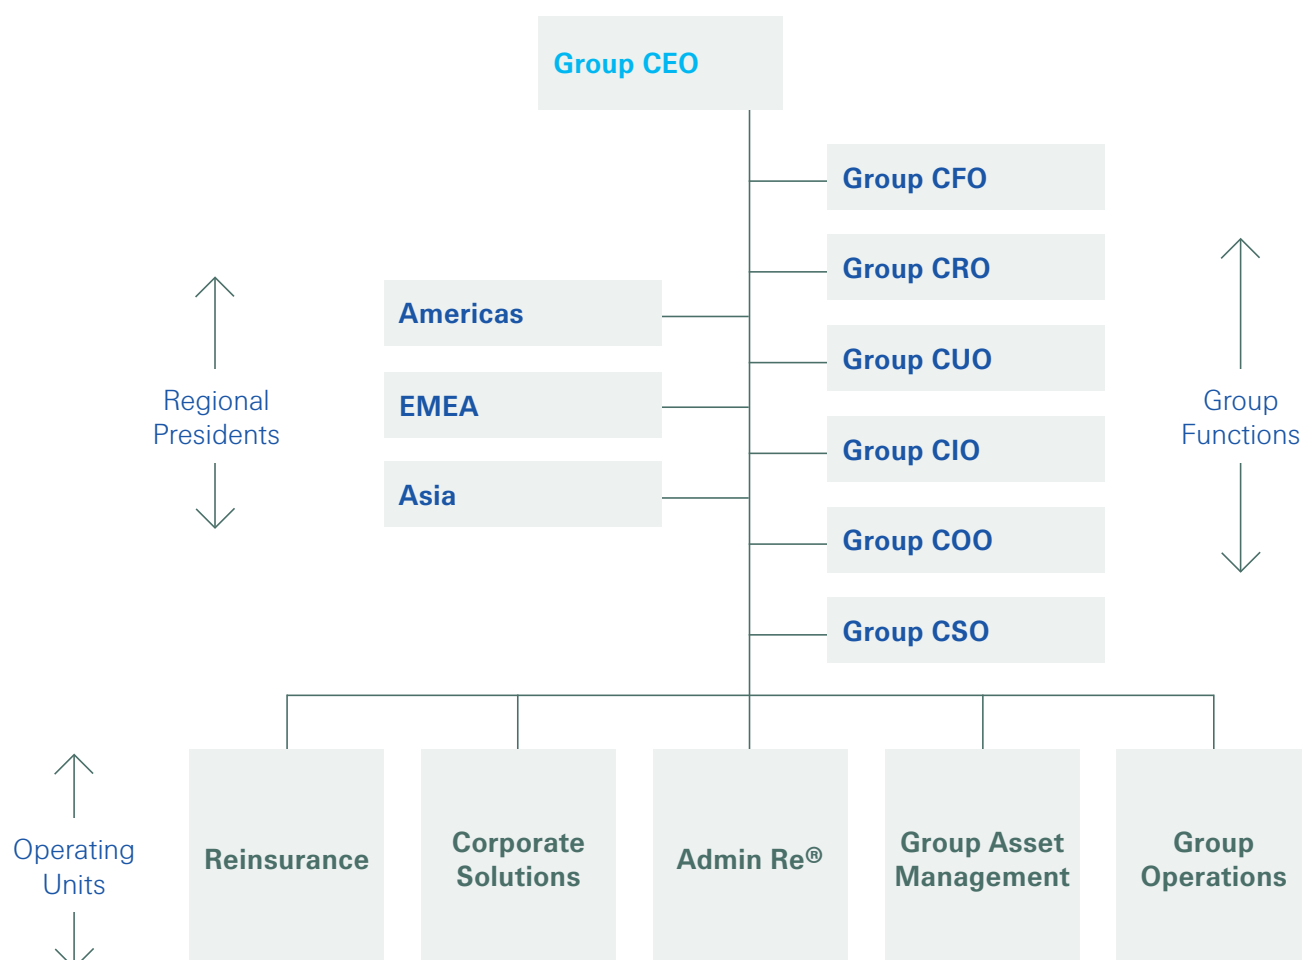 Group CEO
Group CFO
Group CRO
Americas
Group CUO
Regional
Presidents
EMEA
Group
Functions
Group CIO
Asia
Group COO
Group CSO
Operating
Units
Reinsurance
Corporate
Solutions
Admin Re®
Group Asset
Management
Group
Operations